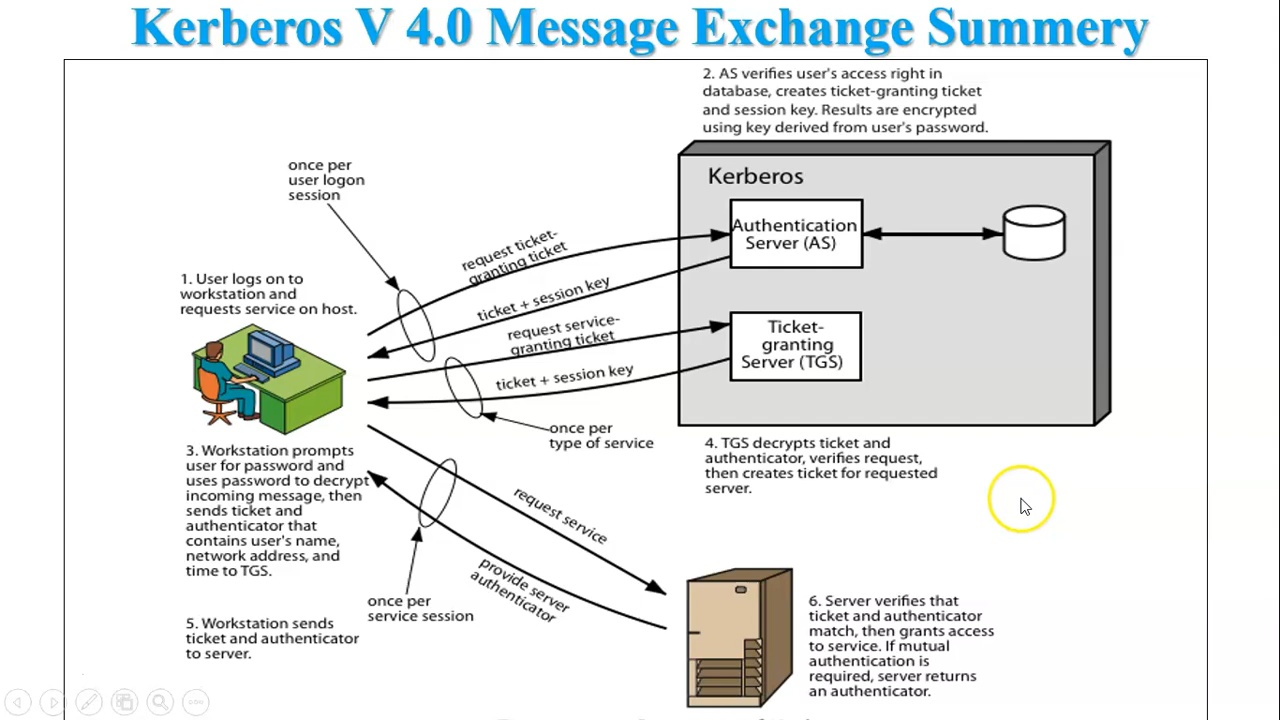 Kerberos V 4.0 Message Exchange Summery
2. AS verifies user's access right in
database, creates ticket-granting ticket
and session key. Results are encrypted
using key derived from user's password.
once per
user logon
session
Kerberos
Authentication
Server (AS)
request ticket-
granting ticket
1. User logs on to
workstation and
requests service on host.
ticket + session key
request service-
granting ticket
Ticket-
granting
Server (TGS)
ticket + session key
once per
type of service
3. Workstation prompts
user for password and
uses password to decrypt
incoming message, then
sends ticket and
authenticator that
contains user's name,
network address, and
time to TGS.
4. TGS decrypts ticket and
authenticator, verifies request,
then creates ticket for requested
server.
request service
provide server
authenticator
once per
service session
5. Workstation sends
ticket and authenticator
to server.
6. Server verifies that
ticket and authenticator
match, then grants access
to service. If mutual
authentication is
required, server returns
an authenticator.